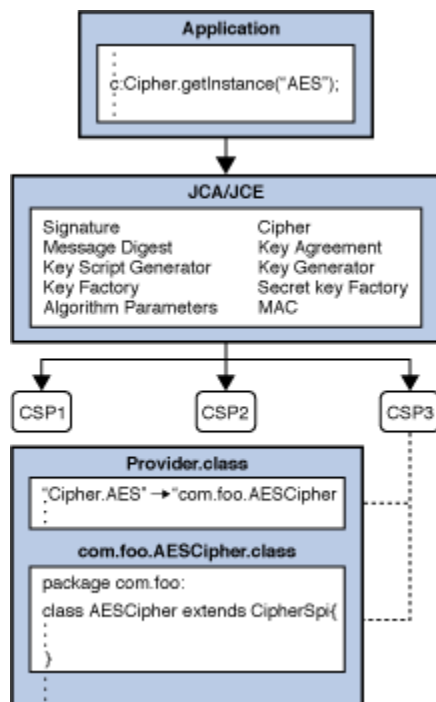 Application
c:Cipher.getInstance("AES");
JCA/JCE
Signature
Message Digest
Key Script Generator
Key Factory
Algorithm Parameters
Cipher
Key Agreement
Key Generator
Secret key Factory
MAC
CSP1
CSP2
CSP3
Provider.class
"Cipher.AES" → "com.foo.AESCipher
com.foo.AESCipher.class
package com.foo:
class AESCipher extends CipherSpi{
}